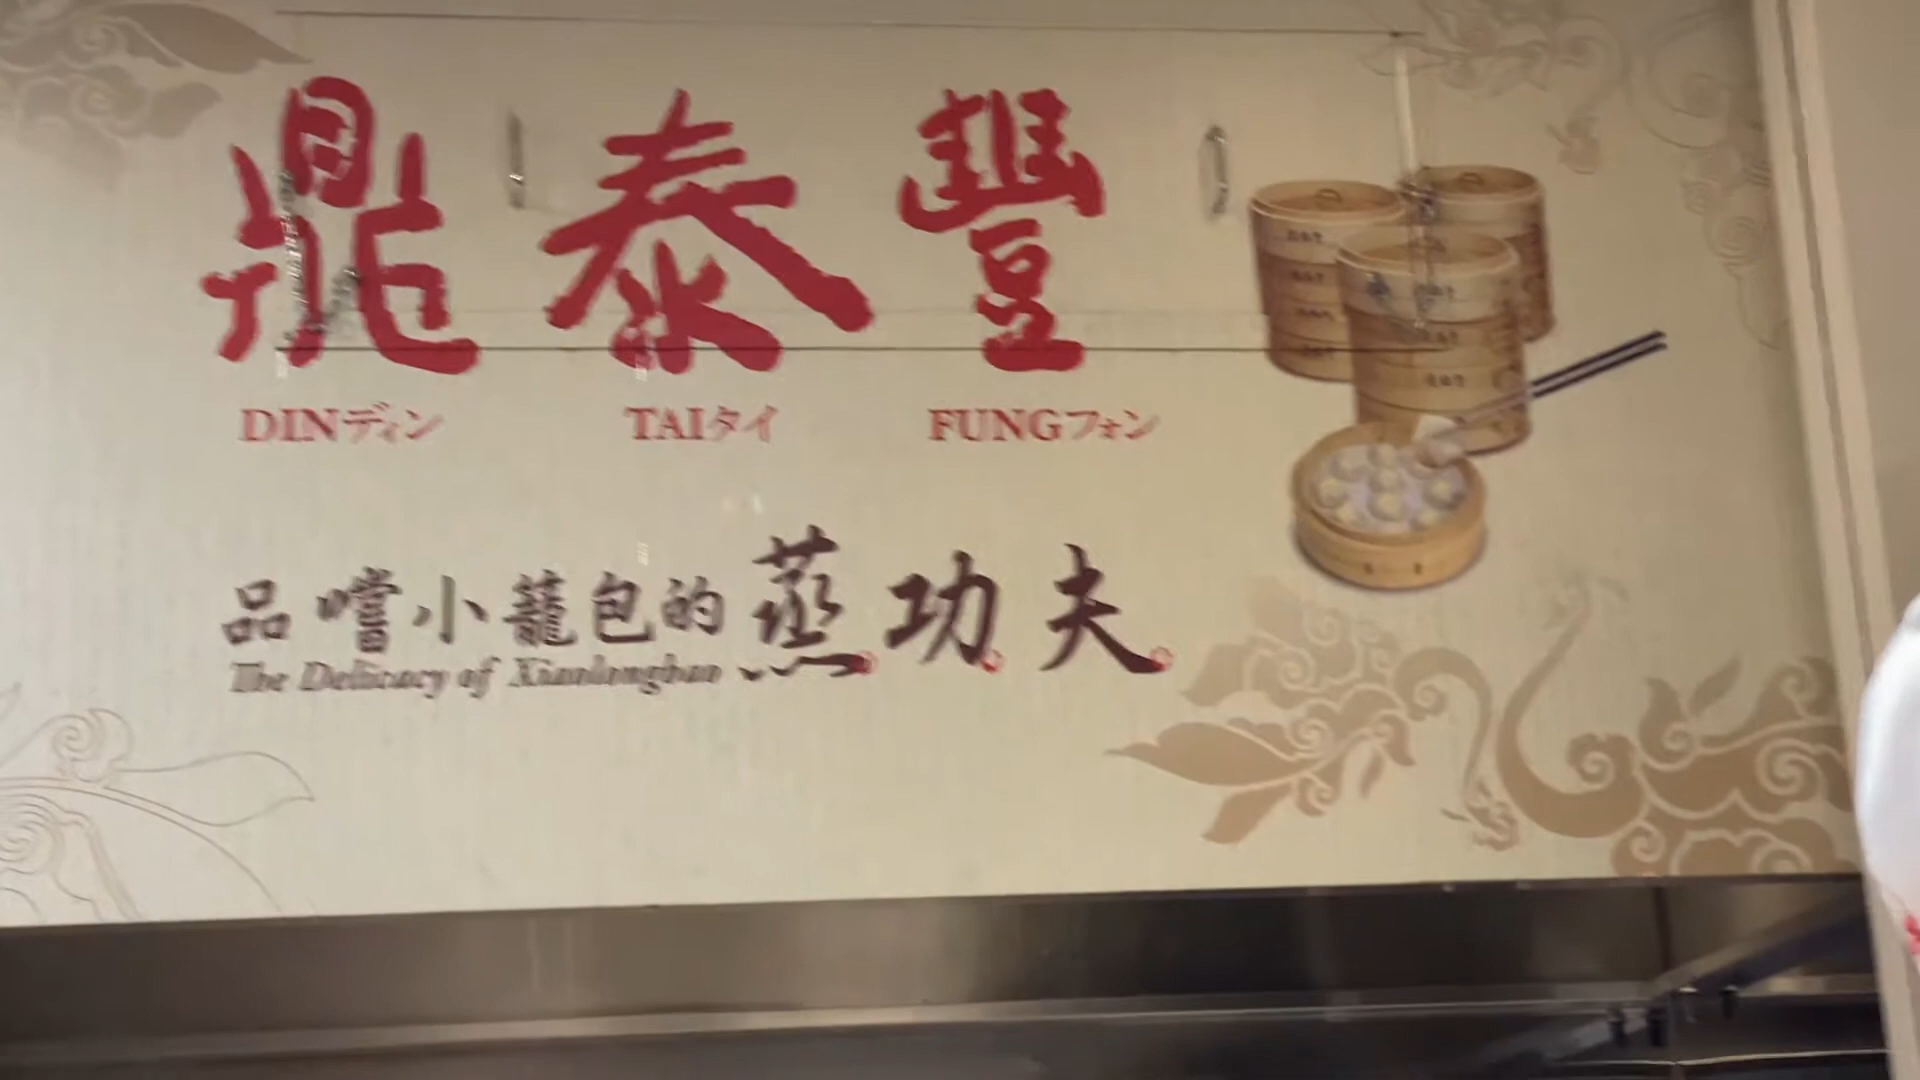 鼎泰豐
DINディン TAIタイ FUNGフォン
品嚐小籠包的蒸功夫
The Delicacy of Xiaolongbao